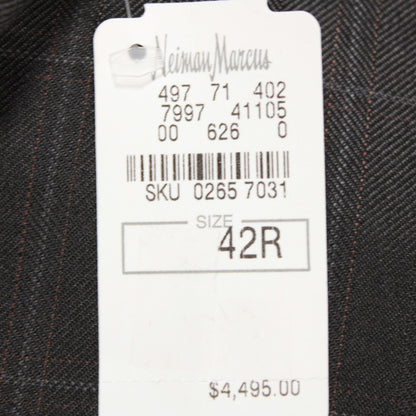 Neiman Marcus
497 71 402
7997 41105
00 626 0
SKU 0265 7031
SIZE
42R
$4,495.00